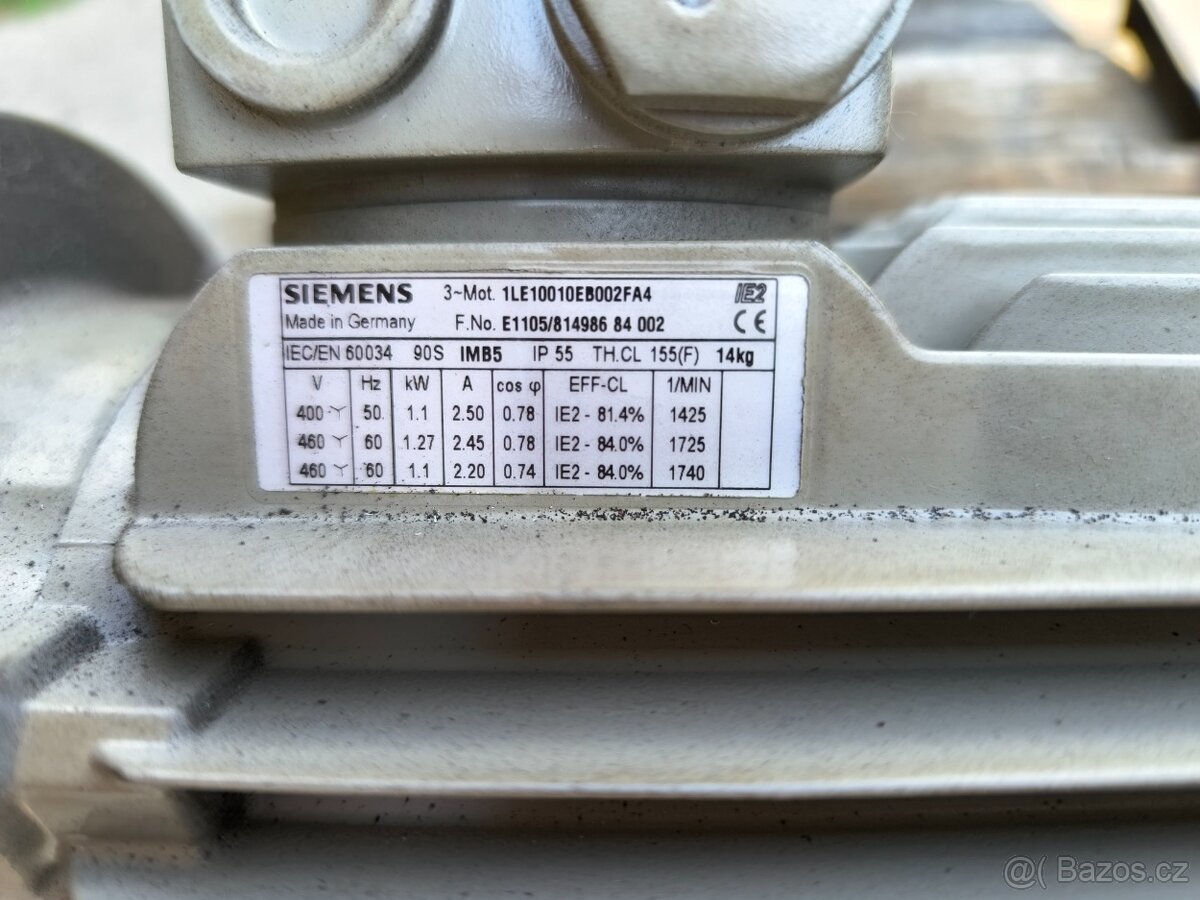 SIEMENS 3~Mot. 1LE10010EB002FA4 IE2
Made in Germany F.No. E1105/814986 84 002 CE
IEC/EN 60034 90S IMB5 IP 55 TH.CL 155(F) 14kg
V Hz kW A cos φ EFF-CL 1/MIN
400 Y 50 1.1 2.50 0.78 IE2 - 81.4% 1425
460 Y 60 1.27 2.45 0.78 IE2 - 84.0% 1725
460 Y 60 1.1 2.20 0.74 IE2 - 84.0% 1740
@( Bazos.cz